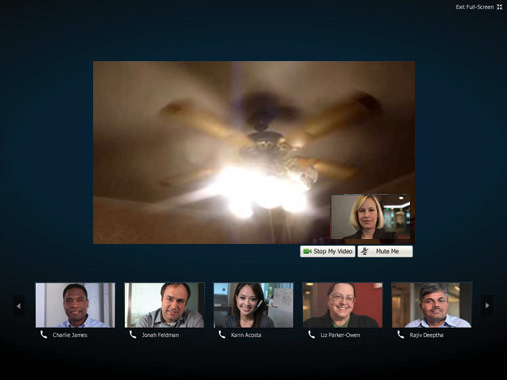 Exit Full-Screen
Stop My Video
Mute Me
Charlie James
Jonah Feldman
Karin Acosta
Liz Parker-Owen
Rajiv Deeptha